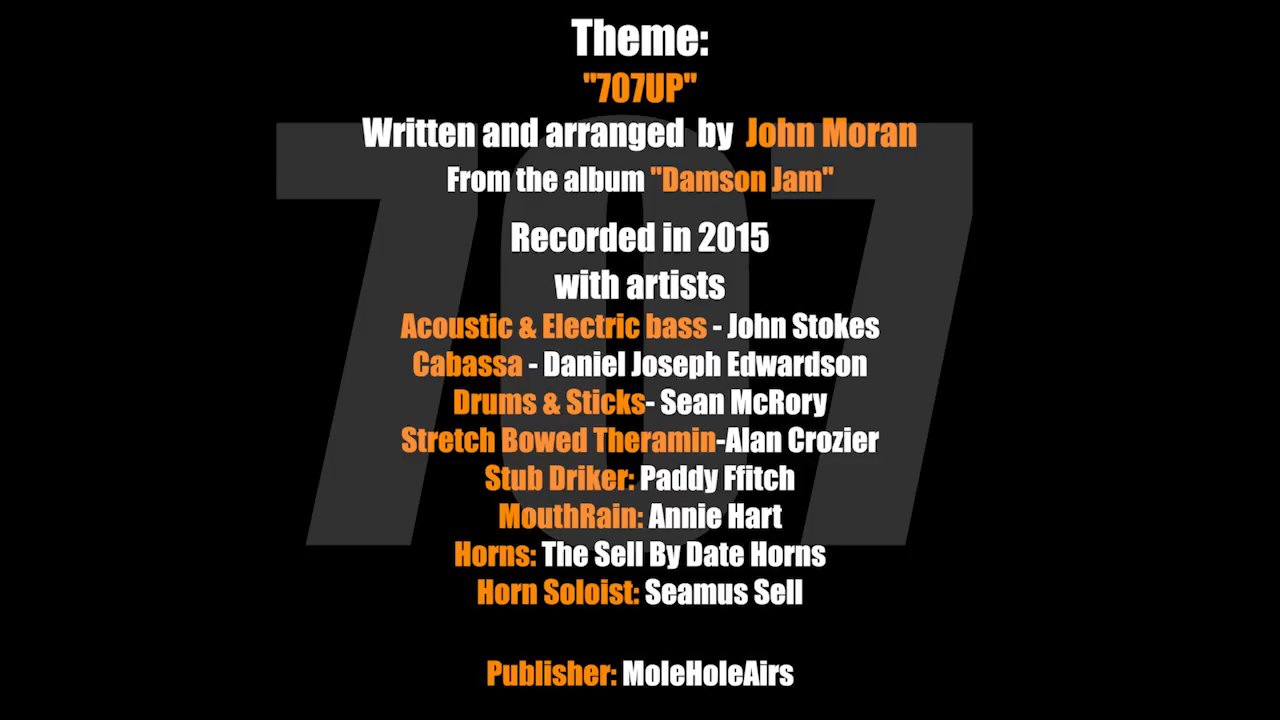 Theme:
"707UP"
Written and arranged by John Moran
From the album "Damson Jam"
Recorded in 2015
with artists
Acoustic & Electric bass - John Stokes
Cabassa - Daniel Joseph Edwardson
Drums & Sticks- Sean McRory
Stretch Bowed Theramin-Alan Crozier
Stub Driker: Paddy Ffitch
MouthRain: Annie Hart
Horns: The Sell By Date Horns
Horn Soloist: Seamus Sell
Publisher: MoleHoleAirs
707